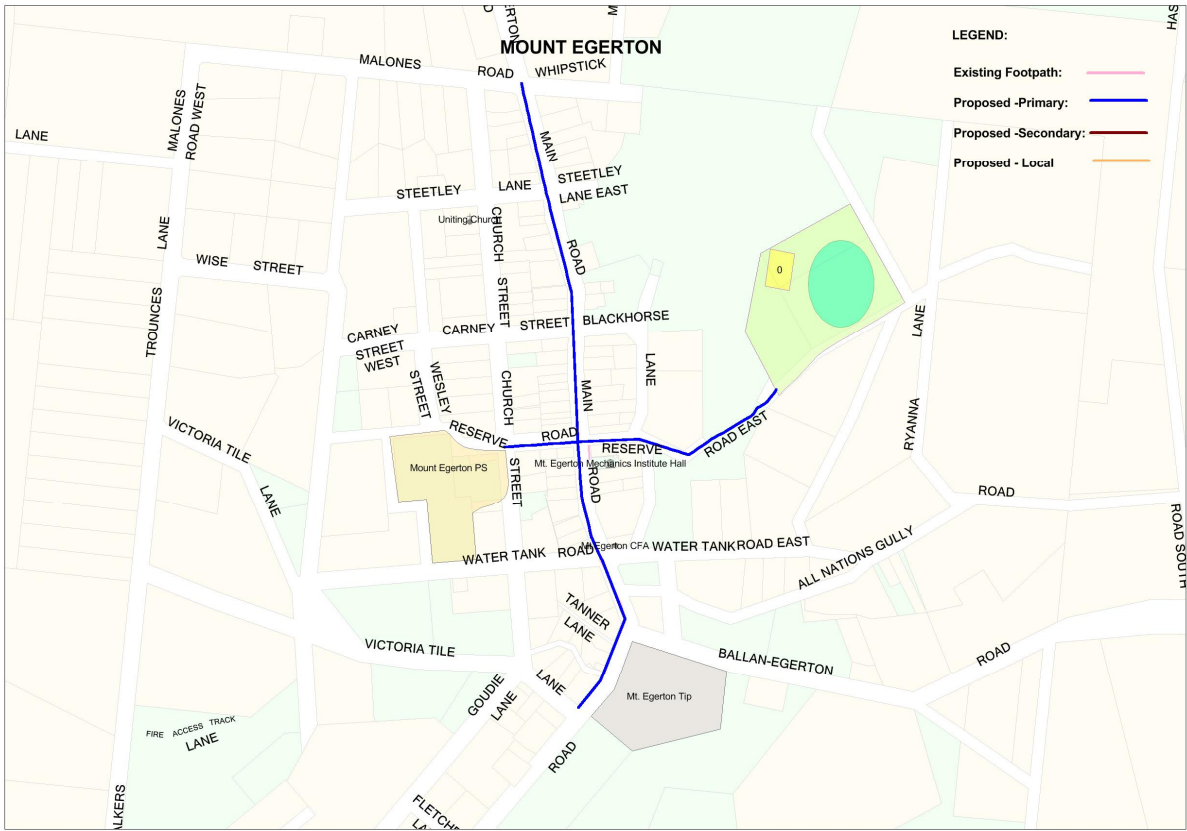 MOUNT EGERTON
LEGEND:
Existing Footpath:
Proposed -Primary:
Proposed -Secondary:
Proposed - Local
MALONES
ROAD
WHIPSTICK
MALONES
ROAD WEST
LANE
MAIN
STEETLEY
LANE
STEETLEY
LANE EAST
Uniting Church
CHURCH
STREET
ROAD
TROUNCES
LANE
WISE
STREET
0
CARNEY
STREET
WEST
CARNEY
STREET
BLACKHORSE
LANE
LANE
RYANNA
WESLEY
STREET
CHURCH
STREET
MAIN
ROAD
RESERVE
ROAD
RESERVE
ROAD EAST
VICTORIA TILE
LANE
Mount Egerton PS
Mt. Egerton Mechanics Institute Hall
ROAD
ROAD SOUTH
WATER TANK
ROAD
Mt Egerton CFA
WATER TANK
ROAD EAST
ALL NATIONS GULLY
TANNER
LANE
VICTORIA TILE
LANE
BALLAN-EGERTON
ROAD
GOUDIE
LANE
Mt. Egerton Tip
ROAD
FIRE ACCESS TRACK
LANE